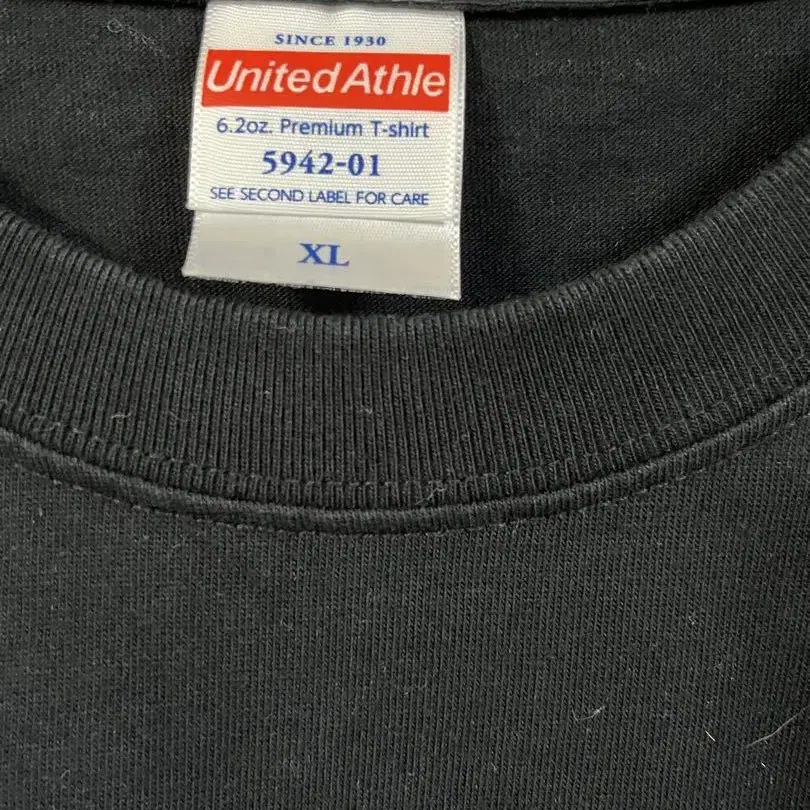 SINCE 1930
United Athle
6.2oz. Premium T-shirt
5942-01
SEE SECOND LABEL FOR CARE
XL